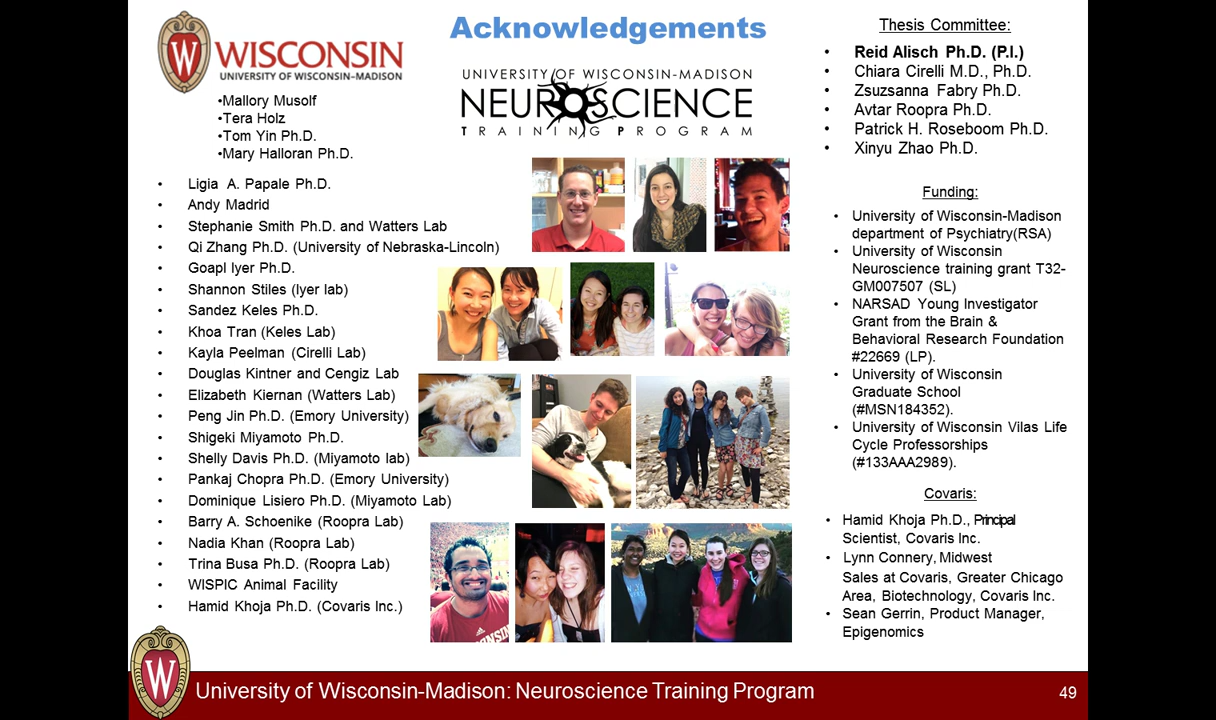 WISCONSIN
UNIVERSITY OF WISCONSIN–MADISON
•Mallory Musolf
•Tera Holz
•Tom Yin Ph.D.
•Mary Halloran Ph.D.
• Ligia A. Papale Ph.D.
• Andy Madrid
• Stephanie Smith Ph.D. and Watters Lab
• Qi Zhang Ph.D. (University of Nebraska-Lincoln)
• Goapl Iyer Ph.D.
• Shannon Stiles (Iyer lab)
• Sandez Keles Ph.D.
• Khoa Tran (Keles Lab)
• Kayla Peelman (Cirelli Lab)
• Douglas Kintner and Cengiz Lab
• Elizabeth Kiernan (Watters Lab)
• Peng Jin Ph.D. (Emory University)
• Shigeki Miyamoto Ph.D.
• Shelly Davis Ph.D. (Miyamoto lab)
• Pankaj Chopra Ph.D. (Emory University)
• Dominique Lisiero Ph.D. (Miyamoto Lab)
• Barry A. Schoenike (Roopra Lab)
• Nadia Khan (Roopra Lab)
• Trina Busa Ph.D. (Roopra Lab)
• WISPIC Animal Facility
• Hamid Khoja Ph.D. (Covaris Inc.)
Acknowledgements
UNIVERSITY OF WISCONSIN-MADISON
NEUROSCIENCE
TRAINING PROGRAM
Thesis Committee:
• Reid Alisch Ph.D. (P.I.)
• Chiara Cirelli M.D., Ph.D.
• Zsuzsanna Fabry Ph.D.
• Avtar Roopra Ph.D.
• Patrick H. Roseboom Ph.D.
• Xinyu Zhao Ph.D.
Funding:
• University of Wisconsin-Madison
department of Psychiatry(RSA)
• University of Wisconsin
Neuroscience training grant T32-
GM007507 (SL)
• NARSAD Young Investigator
Grant from the Brain &
Behavioral Research Foundation
#22669 (LP).
• University of Wisconsin
Graduate School
(#MSN184352).
• University of Wisconsin Vilas Life
Cycle Professorships
(#133AAA2989).
Covaris:
• Hamid Khoja Ph.D., Principal
Scientist, Covaris Inc.
• Lynn Connery, Midwest
Sales at Covaris, Greater Chicago
Area, Biotechnology, Covaris Inc.
• Sean Gerrin, Product Manager,
Epigenomics
University of Wisconsin-Madison: Neuroscience Training Program
49